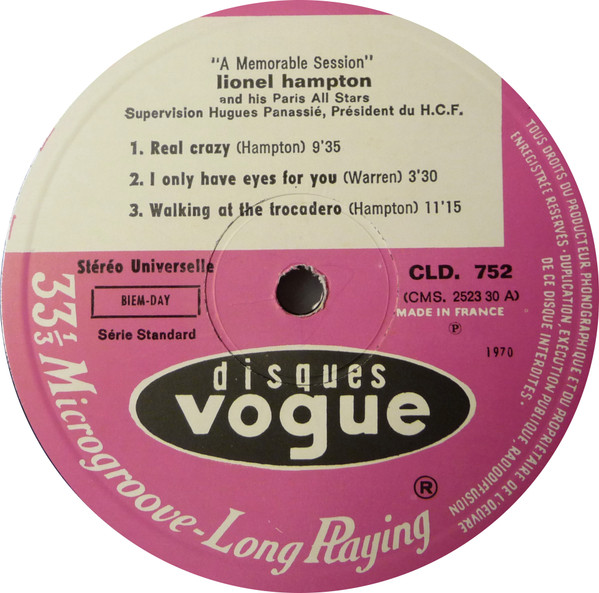 "A Memorable Session"
lionel hampton
and his Paris All Stars
Supervision Hugues Panassié, Président du H.C.F.
1. Real crazy (Hampton) 9'35
2. I only have eyes for you (Warren) 3'30
3. Walking at the trocadero (Hampton) 11'15
Stéréo Universelle
BIEM-DAY
Série Standard
CLD. 752
(CMS. 2523 30 A)
MADE IN FRANCE
℗
1970
disques
vogue
®
33 1/3 Microgroove - Long Playing
TOUS DROITS DU PRODUCTEUR PHONOGRAPHIQUE ET DU PROPRIETAIRE DE L'OEUVRE
ENREGISTRÉE RESERVÉS · DUPLICATION, EXÉCUTION PUBLIQUE, RADIODIFFUSION
DE CE DISQUE INTERDITES ·